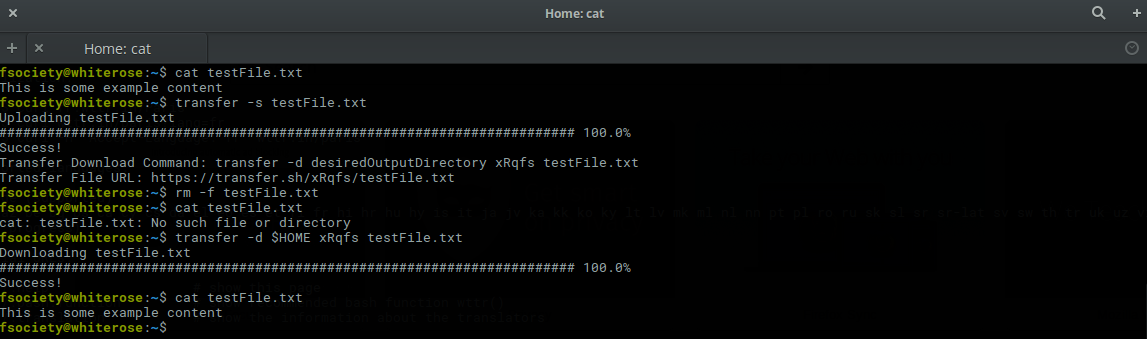 Home: cat
Home: cat
fsociety@whiterose:~$ cat testFile.txt
This is some example content
fsociety@whiterose:~$ transfer -s testFile.txt
Uploading testFile.txt
######################################################################## 100.0%
Success!
Transfer Download Command: transfer -d desiredOutputDirectory xRqfs testFile.txt
Transfer File URL: https://transfer.sh/xRqfs/testFile.txt
fsociety@whiterose:~$ rm -f testFile.txt
fsociety@whiterose:~$ cat testFile.txt
cat: testFile.txt: No such file or directory
fsociety@whiterose:~$ transfer -d $HOME xRqfs testFile.txt
Downloading testFile.txt
######################################################################## 100.0%
Success!
fsociety@whiterose:~$ cat testFile.txt
This is some example content
fsociety@whiterose:~$